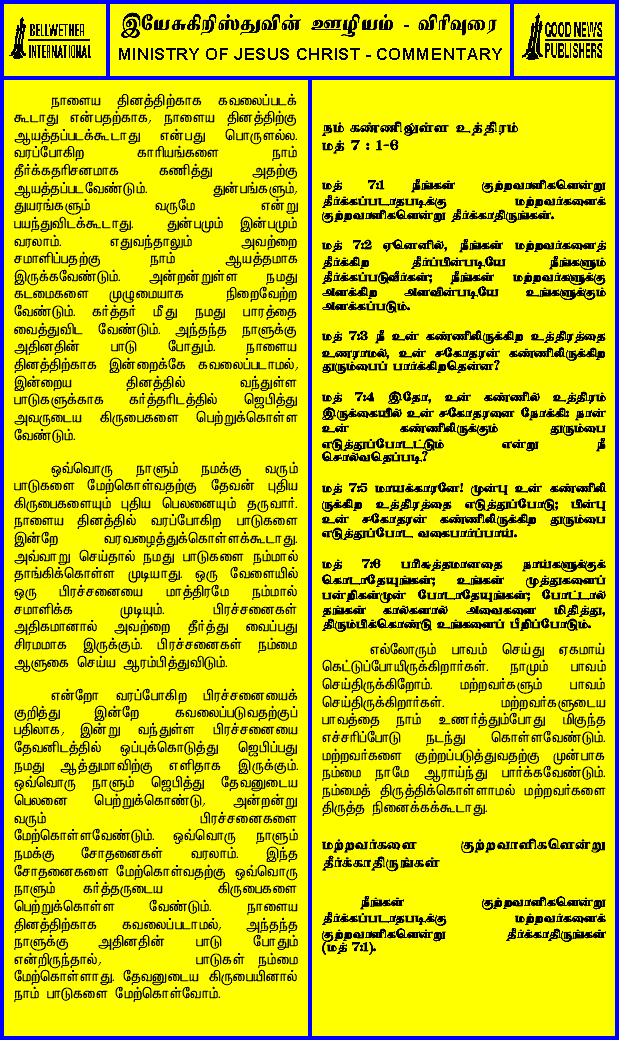 BELLWETHER
INTERNATIONAL
இயேசுகிறிஸ்துவின் ஊழியம் - விரிவுரை
MINISTRY OF JESUS CHRIST - COMMENTARY
GOOD NEWS
PUBLISHERS
நாளைய தினத்திற்காக கவலைப்படக்
கூடாது என்பதற்காக, நாளைய தினத்திற்கு
ஆயத்தப்படக்கூடாது என்பது பொருளல்ல.
வரப்போகிற காரியங்களை நாம்
தீர்க்கதரிசனமாக கணித்து அதற்கு
ஆயத்தப்படவேண்டும். துன்பங்களும்,
துயரங்களும் வருமே என்று
பயந்துவிடக்கூடாது. துன்பமும் இன்பமும்
வரலாம். எதுவந்தாலும் அவற்றை
சமாளிப்பதற்கு நாம் ஆயத்தமாக
இருக்கவேண்டும். அன்றன்றுள்ள நமது
கடமைகளை முழுமையாக நிறைவேற்ற
வேண்டும். கர்த்தர் மீது நமது பாரத்தை
வைத்துவிட வேண்டும். அந்தந்த நாளுக்கு
அதினதின் பாடு போதும். நாளைய
தினத்திற்காக இன்றைக்கே கவலைப்படாமல்,
இன்றைய தினத்தில் வந்துள்ள
பாடுகளுக்காக கர்த்தரிடத்தில் ஜெபித்து
அவருடைய கிருபைகளை பெற்றுக்கொள்ள
வேண்டும்.
ஒவ்வொரு நாளும் நமக்கு வரும்
பாடுகளை மேற்கொள்வதற்கு தேவன் புதிய
கிருபைகளையும் புதிய பெலனையும் தருவார்.
நாளைய தினத்தில் வரப்போகிற பாடுகளை
இன்றே வரவழைத்துக்கொள்ளக்கூடாது.
அவ்வாறு செய்தால் நமது பாடுகளை நம்மால்
தாங்கிக்கொள்ள முடியாது. ஒரு வேளையில்
ஒரு பிரச்சனையை மாத்திரமே நம்மால்
சமாளிக்க முடியும். பிரச்சனைகள்
அதிகமானால் அவற்றை தீர்த்து வைப்பது
சிரமமாக இருக்கும். பிரச்சனைகள் நம்மை
ஆளுகை செய்ய ஆரம்பித்துவிடும்.
என்றோ வரப்போகிற பிரச்சனையைக்
குறித்து இன்றே கவலைப்படுவதற்குப்
பதிலாக, இன்று வந்துள்ள பிரச்சனையை
தேவனிடத்தில் ஒப்புக்கொடுத்து ஜெபிப்பது
நமது ஆத்துமாவிற்கு எளிதாக இருக்கும்.
ஒவ்வொரு நாளும் ஜெபித்து தேவனுடைய
பெலனை பெற்றுக்கொண்டு, அன்றன்று
வரும் பிரச்சனைகளை
மேற்கொள்ளவேண்டும். ஒவ்வொரு நாளும்
நமக்கு சோதனைகள் வரலாம். இந்த
சோதனைகளை மேற்கொள்வதற்கு ஒவ்வொரு
நாளும் கர்த்தருடைய கிருபைகளை
பெற்றுக்கொள்ள வேண்டும். நாளைய
தினத்திற்காக கவலைப்படாமல், அந்தந்த
நாளுக்கு அதினதின் பாடு போதும்
என்றிருந்தால், பாடுகள் நம்மை
மேற்கொள்ளாது. தேவனுடைய கிருபையினால்
நாம் பாடுகளை மேற்கொள்வோம்.
நம் கண்ணிலுள்ள உத்திரம்
மத் 7 : 1-6
மத் 7:1 நீங்கள் குற்றவாளிகளென்று
தீர்க்கப்படாதபடிக்கு மற்றவர்களைக்
குற்றவாளிகளென்று தீர்க்காதிருங்கள்.
மத் 7:2 ஏனெனில், நீங்கள் மற்றவர்களைத்
தீர்க்கிற தீர்ப்பின்படியே நீங்களும்
தீர்க்கப்படுவீர்கள்; நீங்கள் மற்றவர்களுக்கு
அளக்கிற அளவின்படியே உங்களுக்கும்
அளக்கப்படும்.
மத் 7:3 நீ உன் கண்ணிலிருக்கிற உத்திரத்தை
உணராமல், உன் சகோதரன் கண்ணிலிருக்கிற
துரும்பைப் பார்க்கிறதென்ன?
மத் 7:4 இதோ, உன் கண்ணில் உத்திரம்
இருக்கையில் உன் சகோதரனை நோக்கி: நான்
உன் கண்ணிலிருக்கும் துரும்பை
எடுத்துப்போடட்டும் என்று நீ
சொல்வதெப்படி?
மத் 7:5 மாயக்காரனே! முன்பு உன் கண்ணிலி
ருக்கிற உத்திரத்தை எடுத்துப்போடு; பின்பு
உன் சகோதரன் கண்ணிலிருக்கிற துரும்பை
எடுத்துப்போட வகைபார்ப்பாய்.
மத் 7:6 பரிசுத்தமானதை நாய்களுக்குக்
கொடாதேயுங்கள்; உங்கள் முத்துகளைப்
பன்றிகள்முன் போடாதேயுங்கள்; போட்டால்
தங்கள் கால்களால் அவைகளை மிதித்து,
திரும்பிக்கொண்டு உங்களைப் பீறிப்போடும்.
எல்லோரும் பாவம் செய்து ஏகமாய்
கெட்டுப்போயிருக்கிறார்கள். நாமும் பாவம்
செய்திருக்கிறோம். மற்றவர்களும் பாவம்
செய்திருக்கிறார்கள். மற்றவர்களுடைய
பாவத்தை நாம் உணர்த்தும்போது மிகுந்த
எச்சரிப்போடு நடந்து கொள்ளவேண்டும்.
மற்றவர்களை குற்றப்படுத்துவதற்கு முன்பாக
நம்மை நாமே ஆராய்ந்து பார்க்கவேண்டும்.
நம்மைத் திருத்திக்கொள்ளாமல் மற்றவர்களை
திருத்த நினைக்கக்கூடாது.
மற்றவர்களை குற்றவாளிகளென்று
தீர்க்காதிருங்கள்
நீங்கள் குற்றவாளிகளென்று
தீர்க்கப்படாதபடிக்கு மற்றவர்களைக்
குற்றவாளிகளென்று தீர்க்காதிருங்கள்
(மத் 7:1).